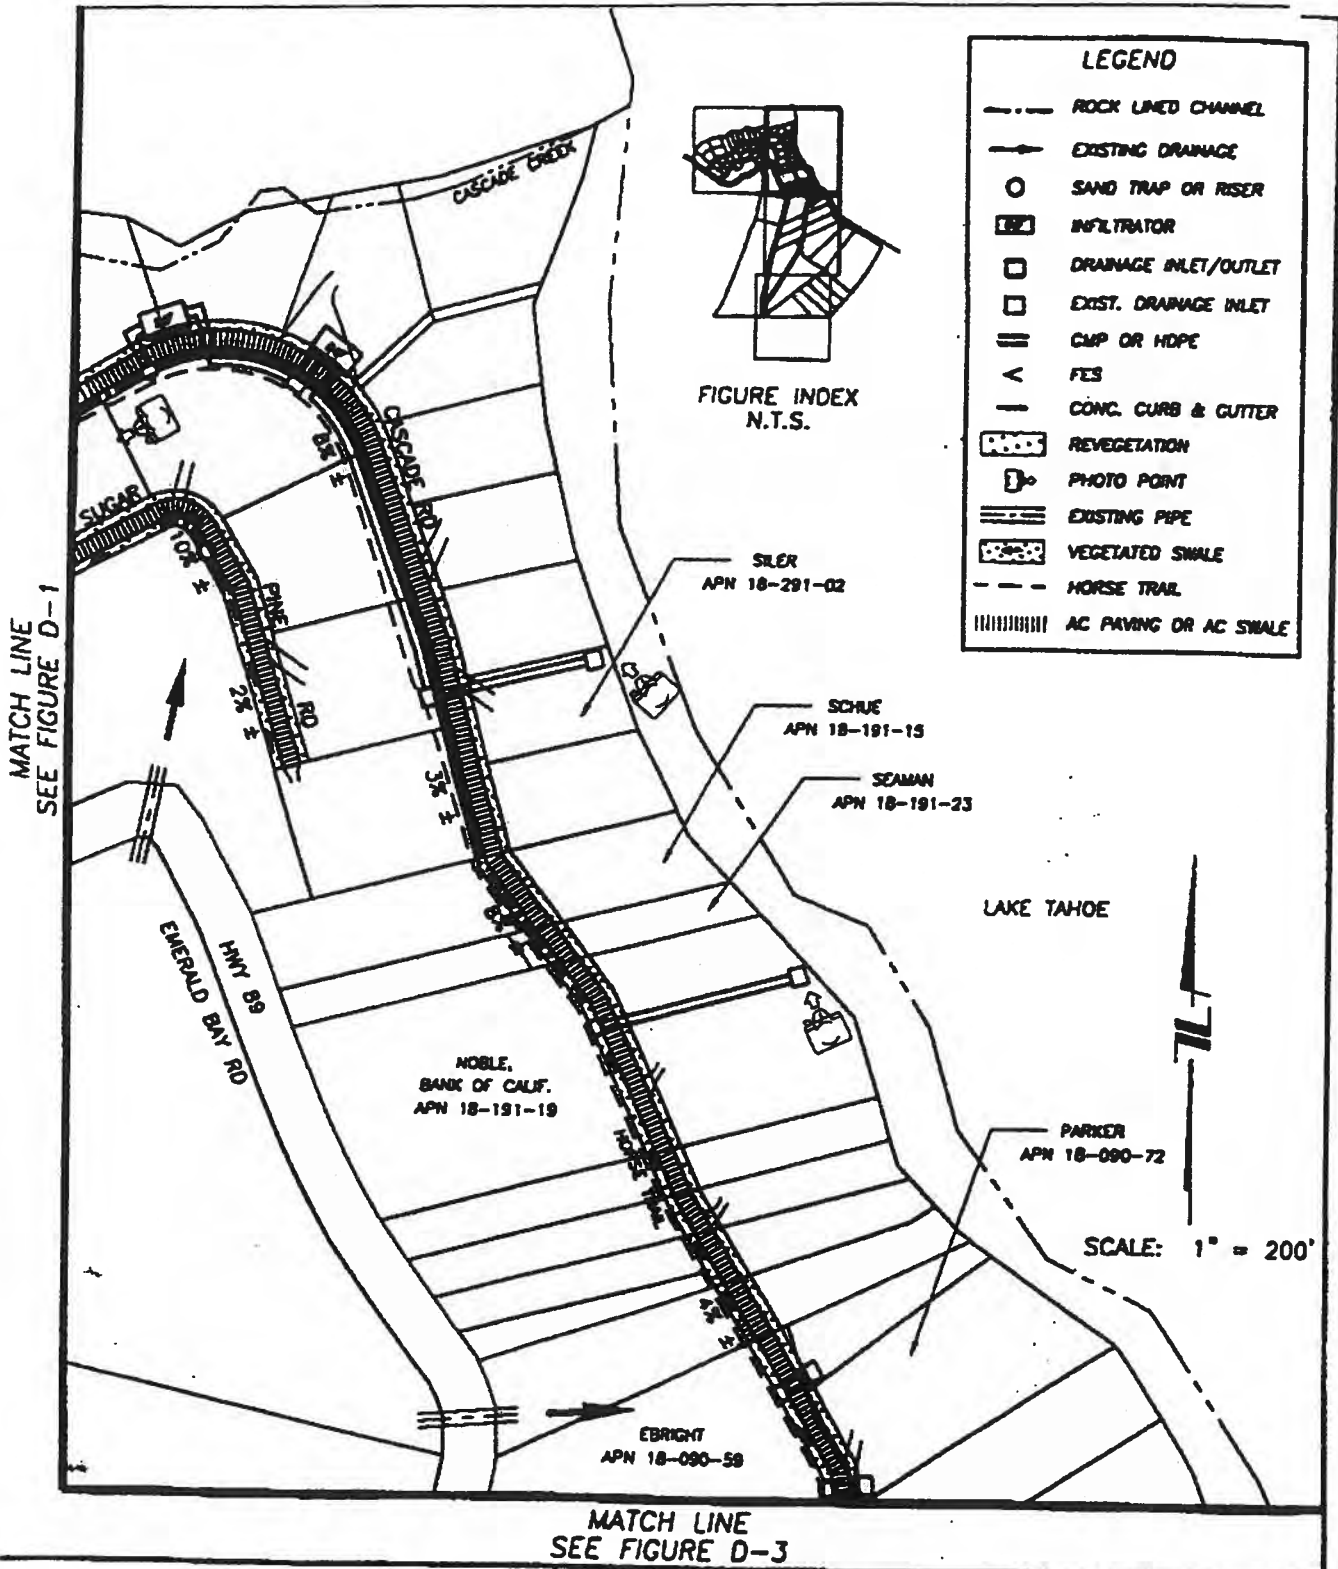 LEGEND
ROCK LINED CHANNEL
EXISTING DRAINAGE
SAND TRAP OR RISER
INFILTRATOR
DRAINAGE INLET/OUTLET
EXIST. DRAINAGE INLET
CMP OR HDPE
FES
CONC. CURB & GUTTER
REVEGETATION
PHOTO POINT
EXISTING PIPE
VEGETATED SWALE
HORSE TRAIL
AC PAVING OR AC SWALE
FIGURE INDEX
N.T.S.
CASCADE CREEK
CASCADE RD
8% ±
SUGAR
PINE
RD
10% ±
2% ±
3% ±
MATCH LINE
SEE FIGURE D-1
SILER
APN 18-291-02
SCHUE
APN 18-191-15
SEAMAN
APN 18-191-23
LAKE TAHOE
HWY 89
EMERALD BAY RD
NOBLE,
BANK OF CALIF.
APN 18-191-19
HORSE TRAIL
PARKER
APN 18-090-72
SCALE: 1" = 200'
4% ±
EBRIGHT
APN 18-090-59
MATCH LINE
SEE FIGURE D-3